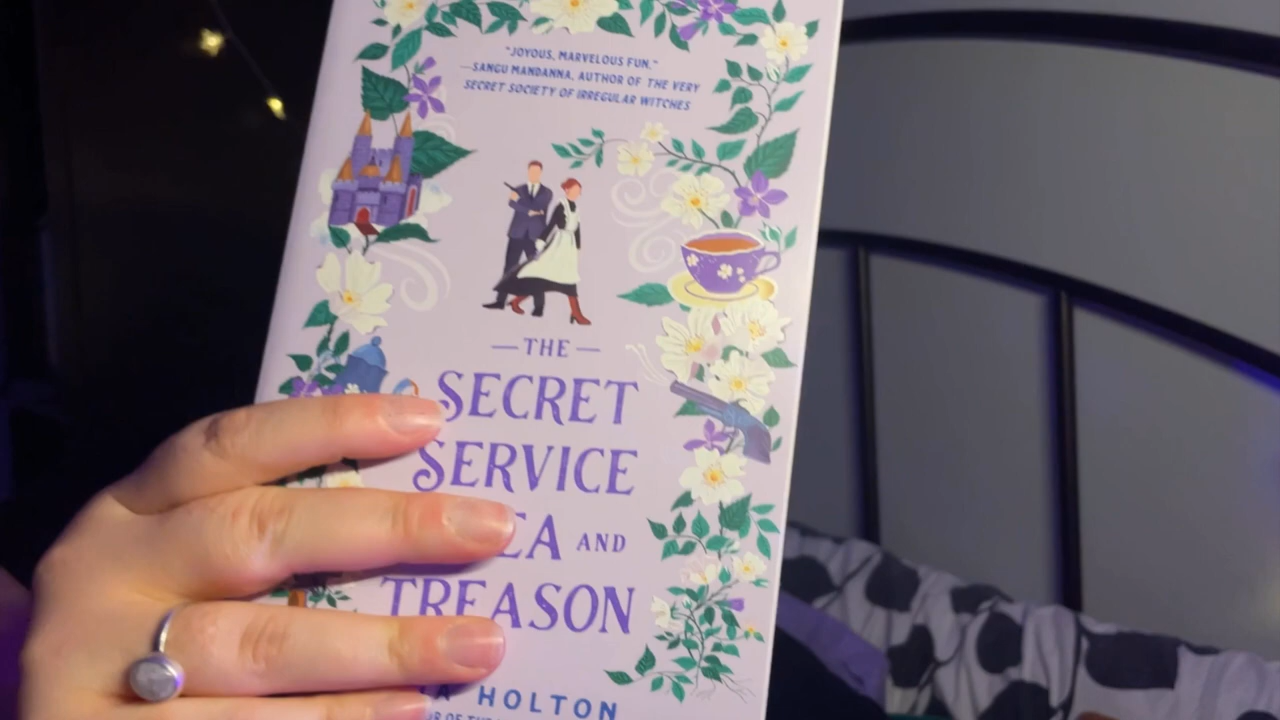 "JOYOUS, MARVELOUS FUN."
—SANGU MANDANNA, AUTHOR OF THE VERY
SECRET SOCIETY OF IRREGULAR WITCHES
—THE—
SECRET
SERVICE
AND
TREASON
HOLTON